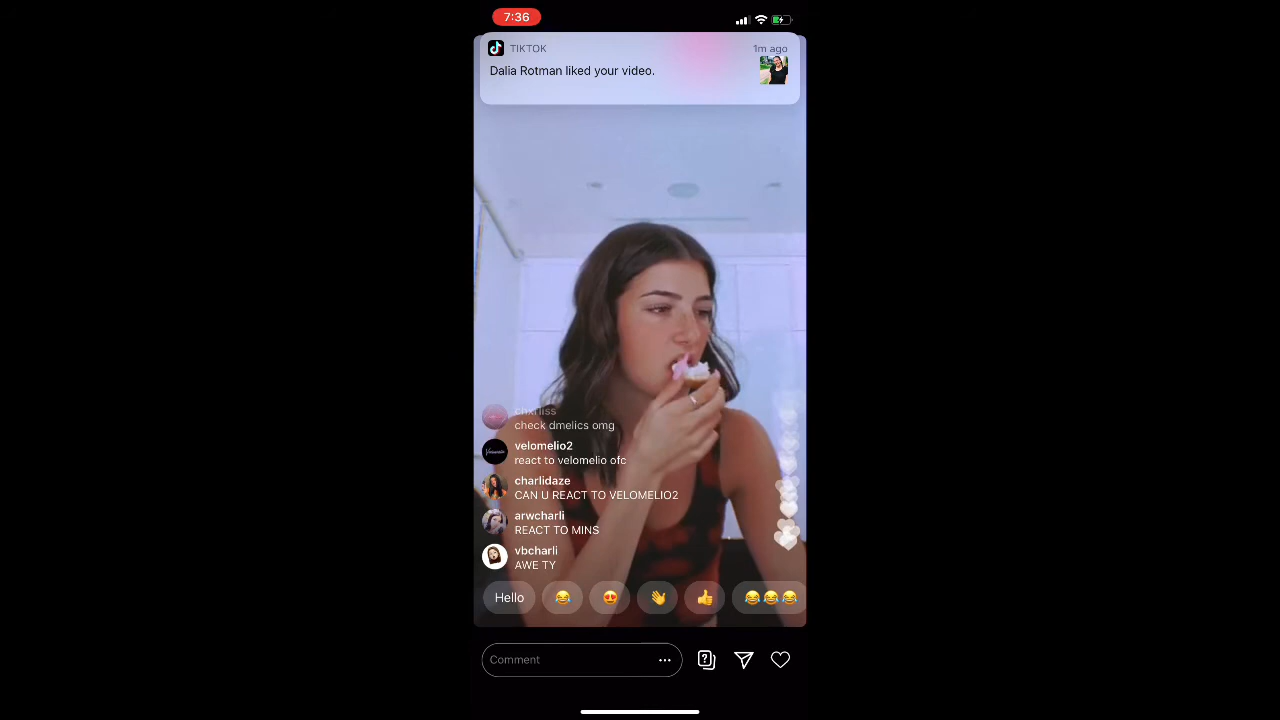 7:36
TIKTOK
1m ago
Dalia Rotman liked your video.
check dmelics omg
velomelio2
react to velomelio ofc
charlidaze
CAN U REACT TO VELOMELIO2
arwcharli
REACT TO MINS
vbcharli
AWE TY
Hello
Comment